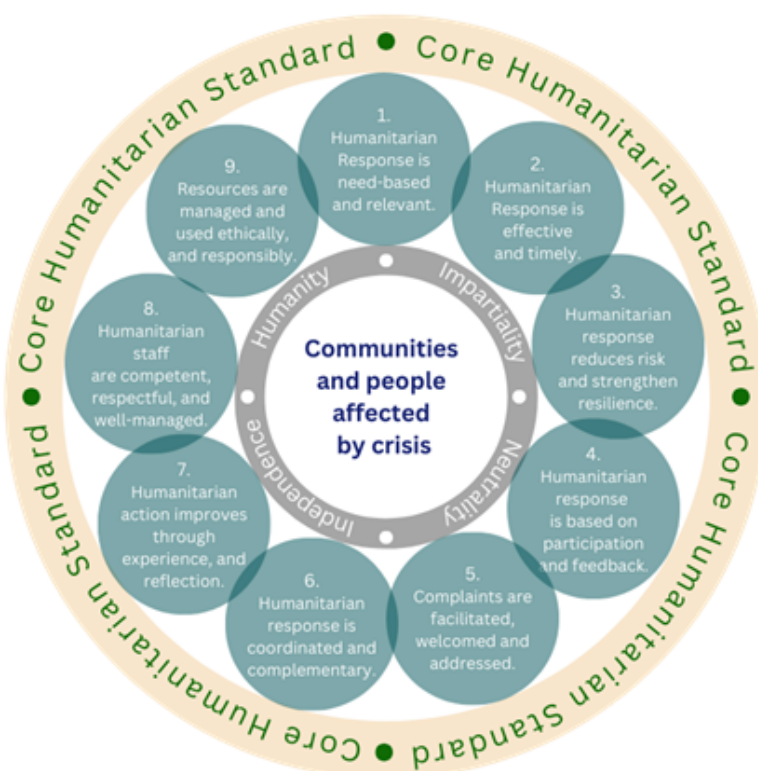 Core Humanitarian Standard
Core Humanitarian Standard
Core Humanitarian Standard
Core Humanitarian Standard
1.
Humanitarian
Response is
need-based
and relevant.
2.
Humanitarian
Response is
effective
and timely.
3.
Humanitarian
response
reduces risk
and strengthen
resilience.
4.
Humanitarian
response
is based on
participation
and feedback.
5.
Complaints are
facilitated,
welcomed and
addressed.
6.
Humanitarian
response is
coordinated and
complementary.
7.
Humanitarian
action improves
through
experience, and
reflection.
8.
Humanitarian
staff
are competent,
respectful, and
well-managed.
9.
Resources are
managed and
used ethically,
and responsibly.
Humanity
Impartiality
Neutrality
Independence
Communities
and people
affected
by crisis